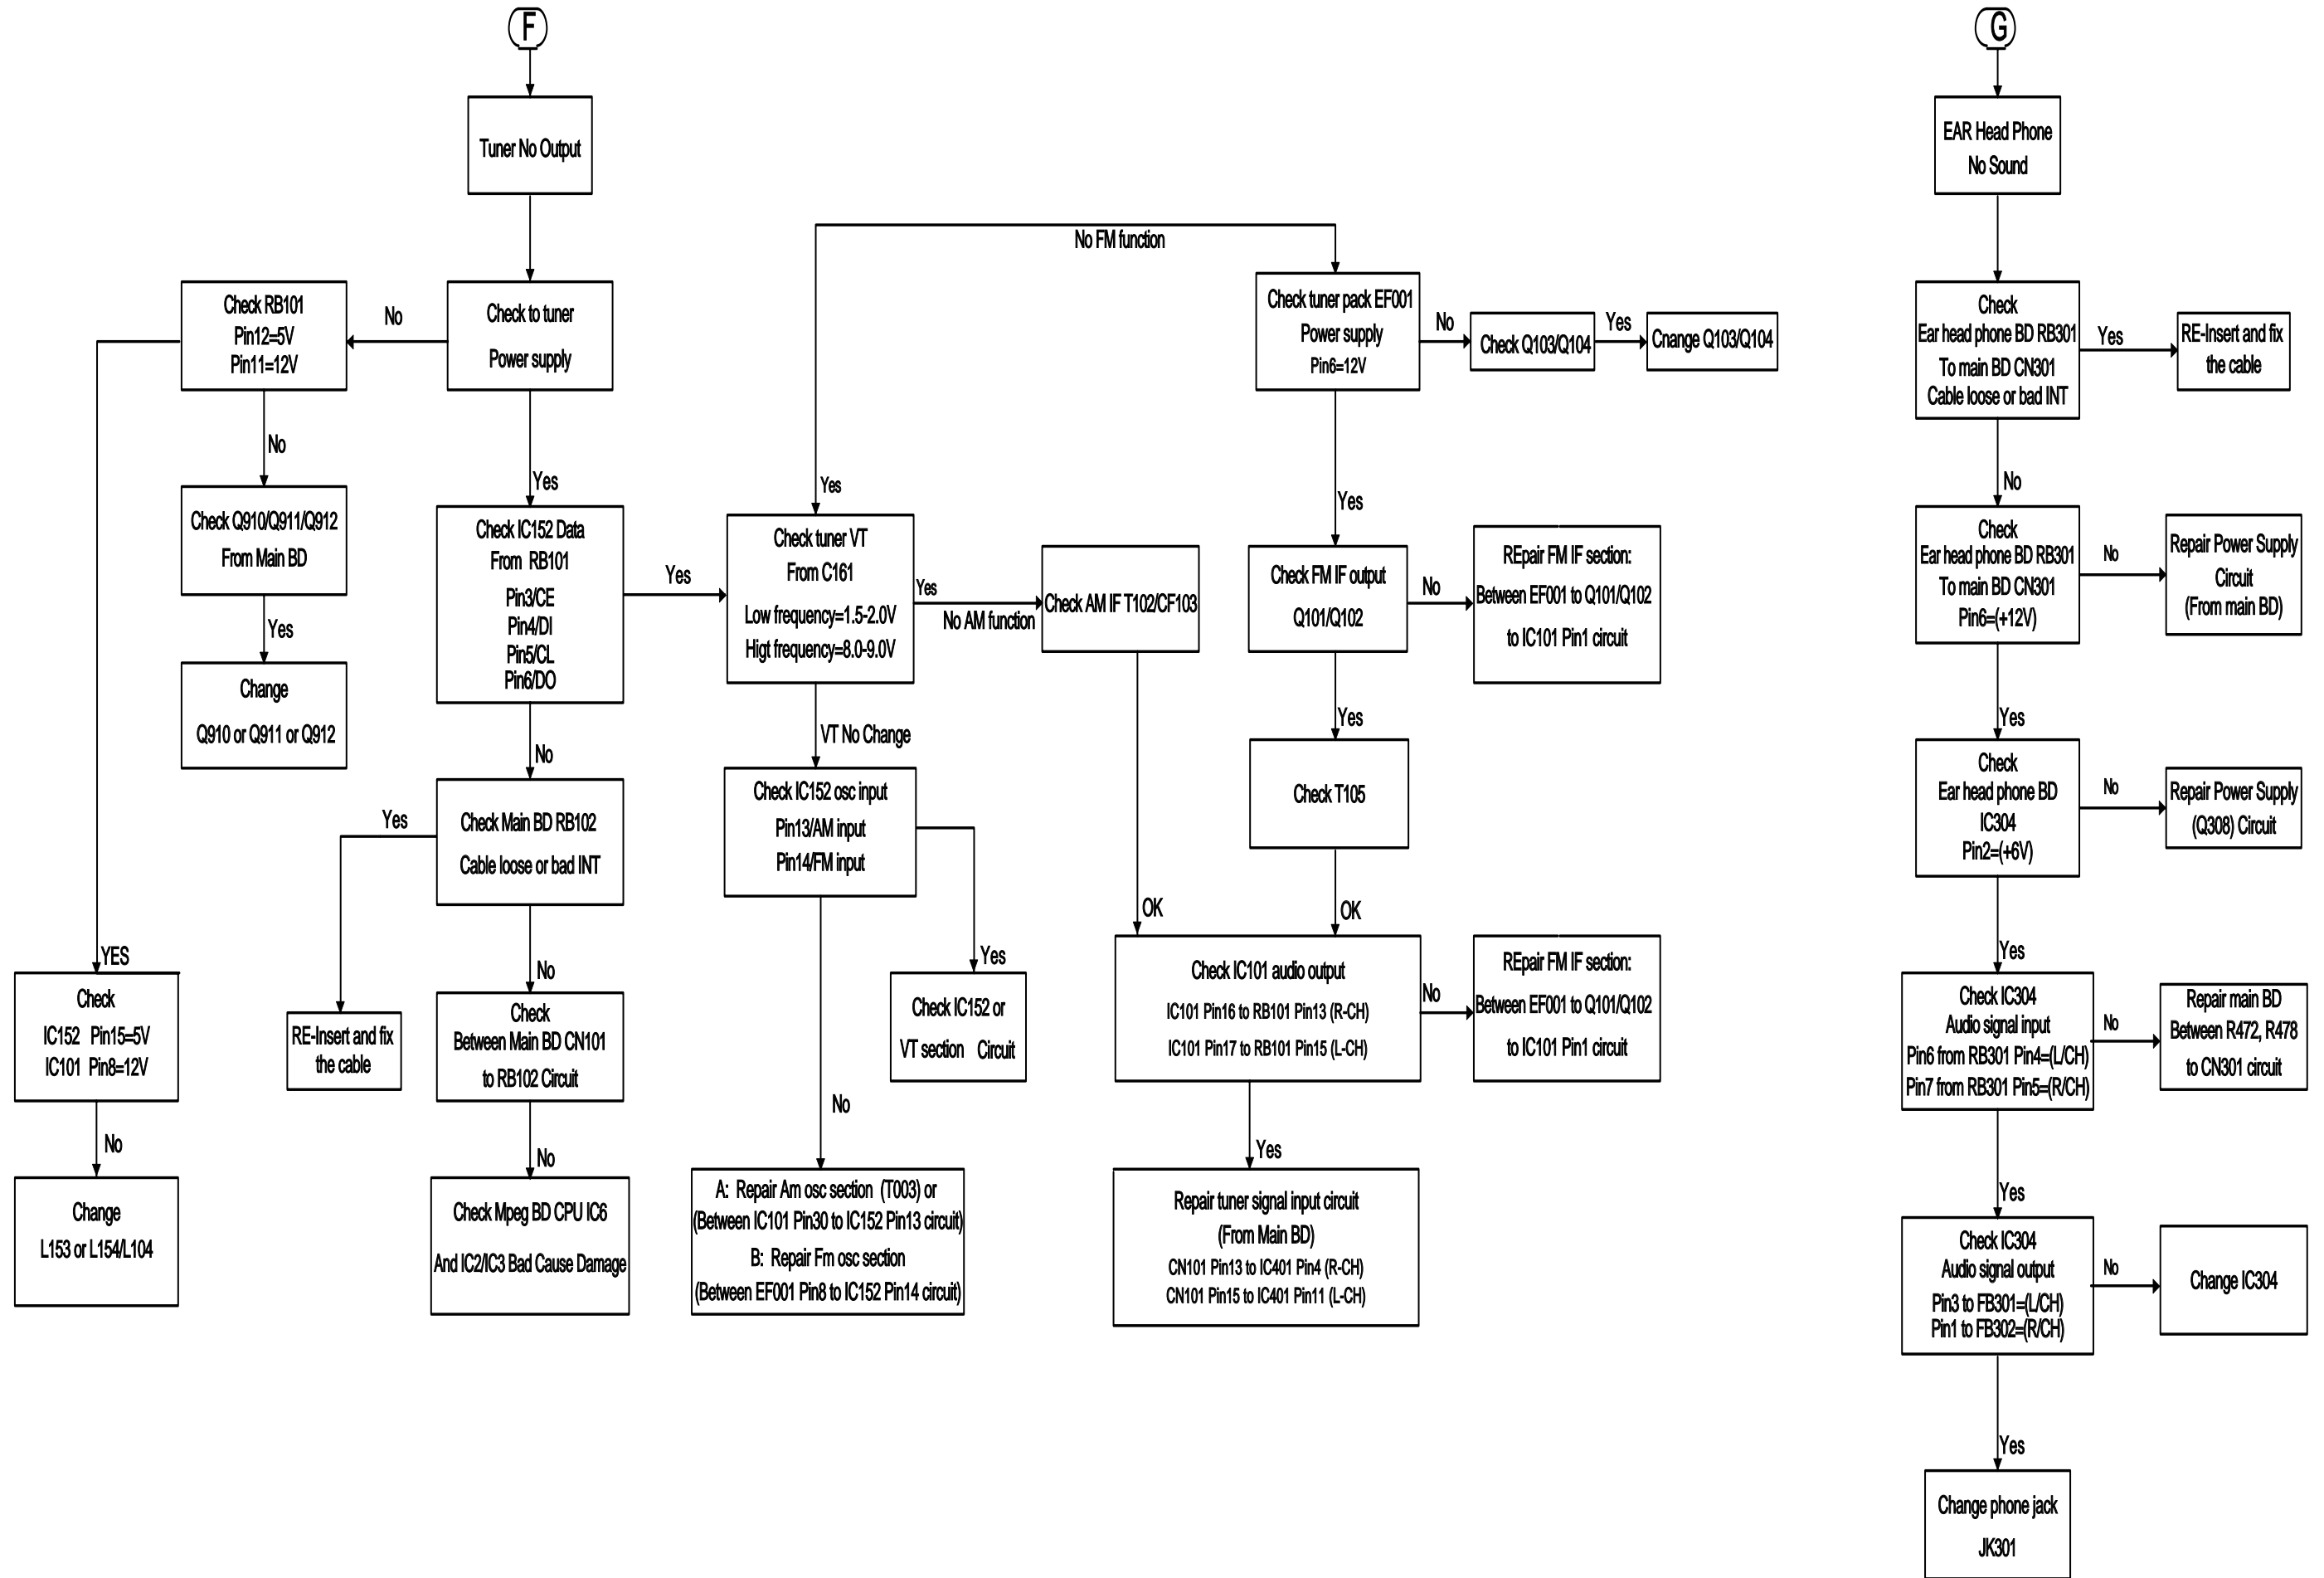 F
Tuner No Output
Check to tuner
Power supply
No
Check RB101
Pin12=5V
Pin11=12V
No
Check Q910/Q911/Q912
From Main BD
Yes
Change
Q910 or Q911 or Q912
YES
Check
IC152 Pin15=5V
IC101 Pin8=12V
No
Change
L153 or L154/L104
Yes
Check IC152 Data
From RB101
Pin3/CE
Pin4/DI
Pin5/CL
Pin6/DO
No
Check Main BD RB102
Cable loose or bad INT
Yes
RE-Insert and fix
the cable
No
Check
Between Main BD CN101
to RB102 Circuit
No
Check Mpeg BD CPU IC6
And IC2/IC3 Bad Cause Damage
Yes
Check tuner VT
From C161
Low frequency=1.5-2.0V
Higt frequency=8.0-9.0V
Yes
No FM function
VT No Change
Check IC152 osc input
Pin13/AM input
Pin14/FM input
Yes
Check IC152 or
VT section Circuit
No
A: Repair Am osc section (T003) or
(Between IC101 Pin30 to IC152 Pin13 circuit)
B: Repair Fm osc section
(Between EF001 Pin8 to IC152 Pin14 circuit)
Yes
No AM function
Check AM IF T102/CF103
OK
Check tuner pack EF001
Power supply
Pin6=12V
No
Check Q103/Q104
Yes
Cnange Q103/Q104
Yes
Check FM IF output
Q101/Q102
No
REpair FM IF section:
Between EF001 to Q101/Q102
to IC101 Pin1 circuit
Yes
Check T105
OK
Check IC101 audio output
IC101 Pin16 to RB101 Pin13 (R-CH)
IC101 Pin17 to RB101 Pin15 (L-CH)
No
REpair FM IF section:
Between EF001 to Q101/Q102
to IC101 Pin1 circuit
Yes
Repair tuner signal input circuit
(From Main BD)
CN101 Pin13 to IC401 Pin4 (R-CH)
CN101 Pin15 to IC401 Pin11 (L-CH)
G
EAR Head Phone
No Sound
Check
Ear head phone BD RB301
To main BD CN301
Cable loose or bad INT
Yes
RE-Insert and fix
the cable
No
Check
Ear head phone BD RB301
To main BD CN301
Pin6=(+12V)
No
Repair Power Supply
Circuit
(From main BD)
Yes
Check
Ear head phone BD
IC304
Pin2=(+6V)
No
Repair Power Supply
(Q308) Circuit
Yes
Check IC304
Audio signal input
Pin6 from RB301 Pin4=(L/CH)
Pin7 from RB301 Pin5=(R/CH)
No
Repair main BD
Between R472, R478
to CN301 circuit
Yes
Check IC304
Audio signal output
Pin3 to FB301=(L/CH)
Pin1 to FB302=(R/CH)
No
Change IC304
Yes
Change phone jack
JK301